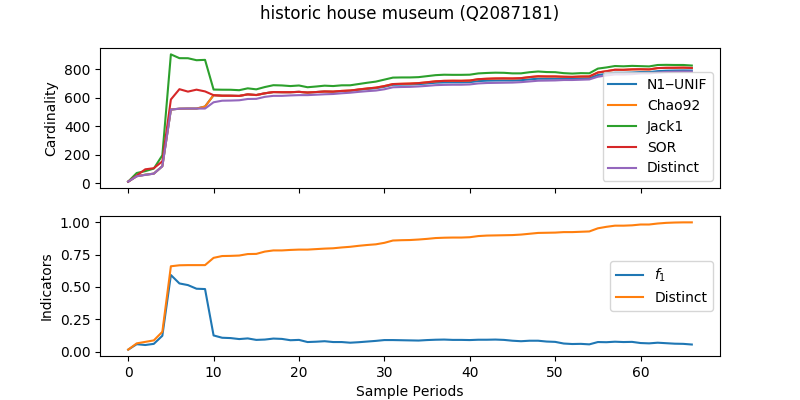 historic house museum (Q2087181)
Cardinality
800
600
400
200
0
N1−UNIF
Chao92
Jack1
SOR
Distinct
Indicators
1.00
0.75
0.50
0.25
0.00
f1
Distinct
0 10 20 30 40 50 60
Sample Periods